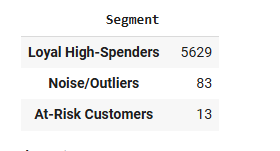 Segment
Loyal High-Spenders 5629
Noise/Outliers 83
At-Risk Customers 13